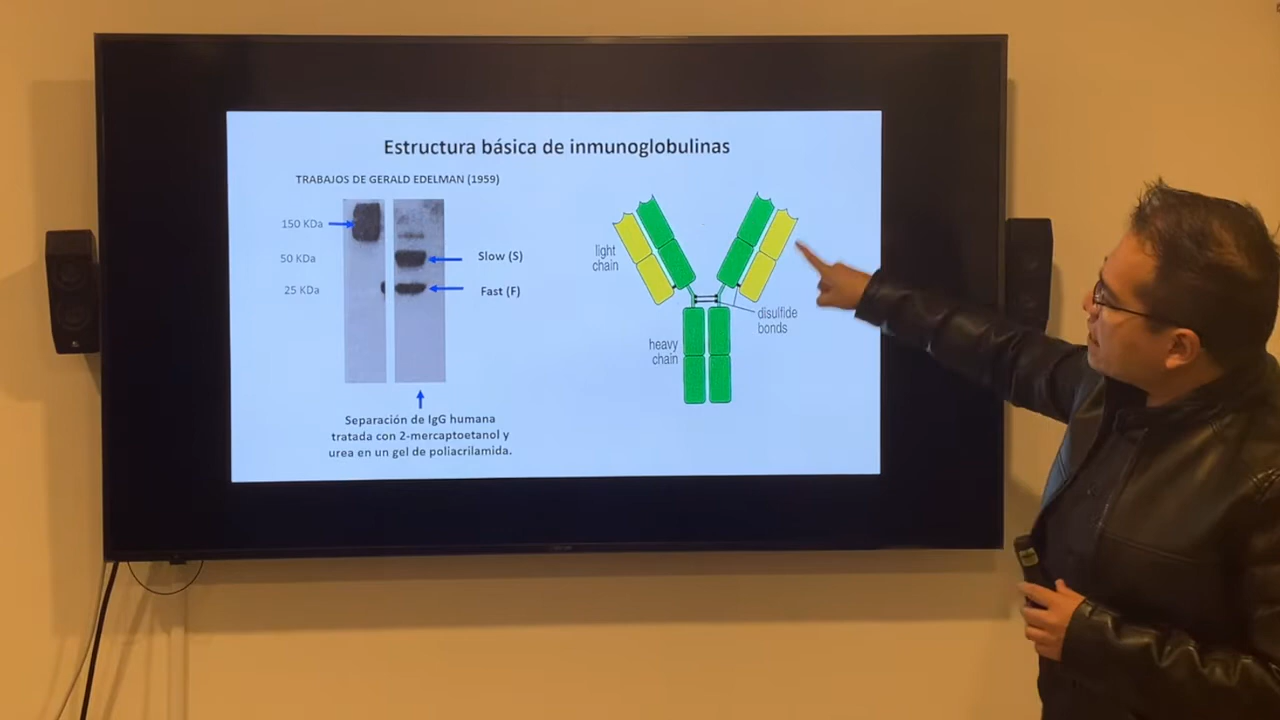 Estructura básica de inmunoglobulinas
TRABAJOS DE GERALD EDELMAN (1959)
150 KDa
50 KDa
25 KDa
Slow (S)
Fast (F)
Separación de IgG humana
tratada con 2-mercaptoetanol y
urea en un gel de poliacrilamida.
light
chain
heavy
chain
disulfide
bonds